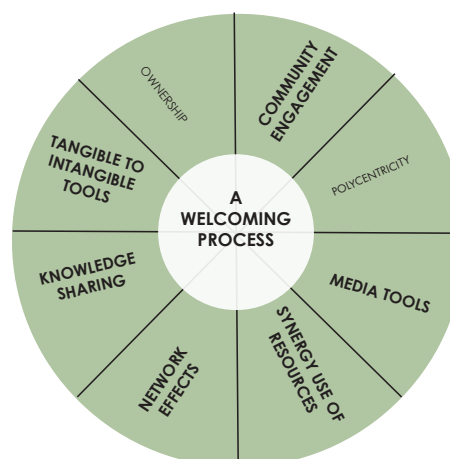 A
WELCOMING
PROCESS
COMMUNITY
ENGAGEMENT
POLYCENTRICITY
MEDIA TOOLS
SYNERGY USE OF
RESOURCES
NETWORK
EFFECTS
KNOWLEDGE
SHARING
TANGIBLE TO
INTANGIBLE
TOOLS
OWNERSHIP